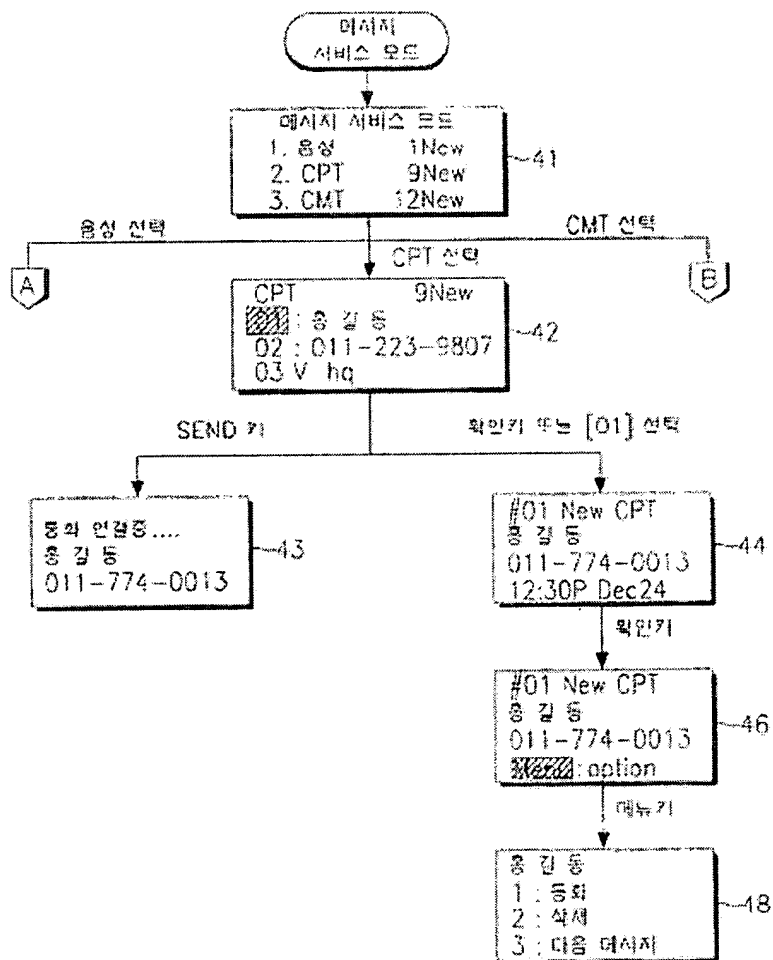 메시지
서비스 모드
메시지 서비스 모드
1. 음성 1New
2. CPT 9New
3. CMT 12New
41
음성 선택
CMT 선택
A
CPT 선택
B
CPT 9New
01 : 홍 길 동
02 : 011-223-9807
03 V hq
42
SEND 키
확인키 또는 [01] 선택
통화 연결중....
홍 길 동
011-774-0013
43
#01 New CPT
홍 길 동
011-774-0013
12:30P Dec24
44
확인키
#01 New CPT
홍 길 동
011-774-0013
Menu : option
46
메뉴키
홍 길 동
1 : 통화
2 : 삭제
3 : 다음 메시지
48